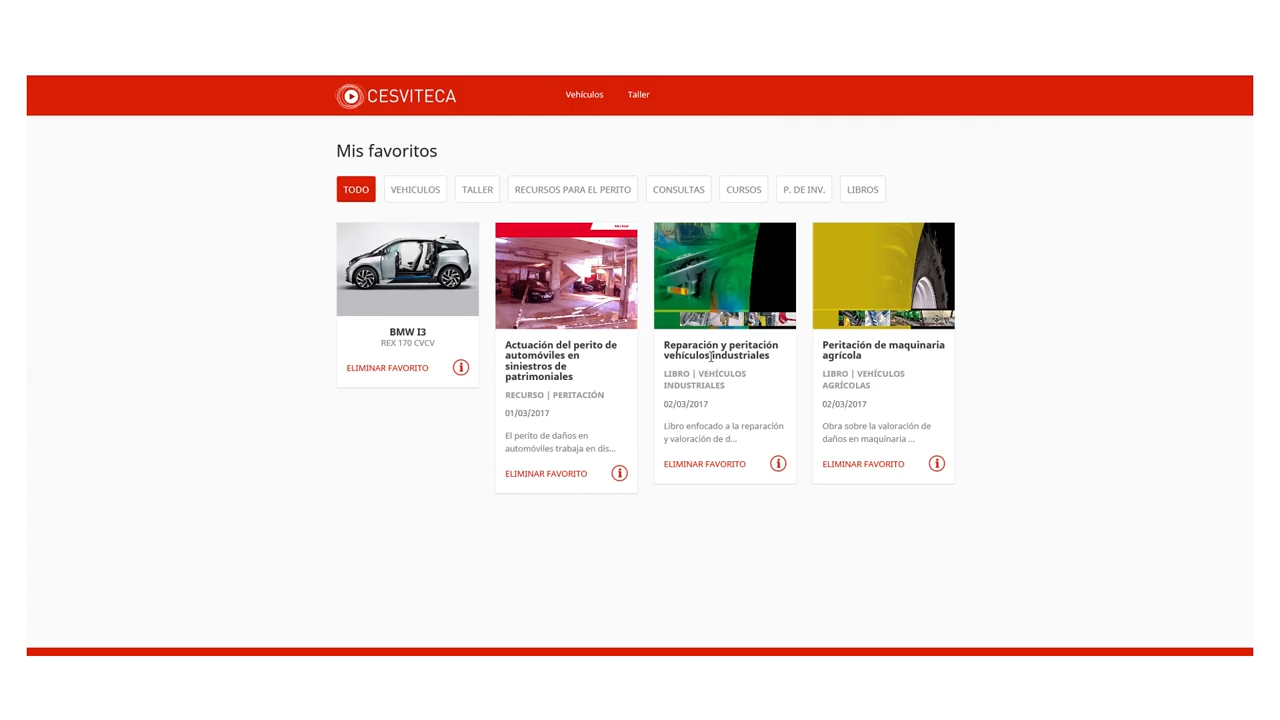 CESVITECA
Vehículos
Taller
Mis favoritos
TODO
VEHICULOS
TALLER
RECURSOS PARA EL PERITO
CONSULTAS
CURSOS
P. DE INV.
LIBROS
BMW I3
REX 170 CVCV
ELIMINAR FAVORITO
Actuación del perito de
automóviles en
siniestros de
patrimoniales
RECURSO | PERITACIÓN
01/03/2017
El perito de daños en
automóviles trabaja en dis...
ELIMINAR FAVORITO
Reparación y peritación
vehículos industriales
LIBRO | VEHÍCULOS
INDUSTRIALES
02/03/2017
Libro enfocado a la reparación
y valoración de d...
ELIMINAR FAVORITO
Peritación de maquinaria
agrícola
LIBRO | VEHÍCULOS
AGRÍCOLAS
02/03/2017
Obra sobre la valoración de
daños en maquinaria ...
ELIMINAR FAVORITO